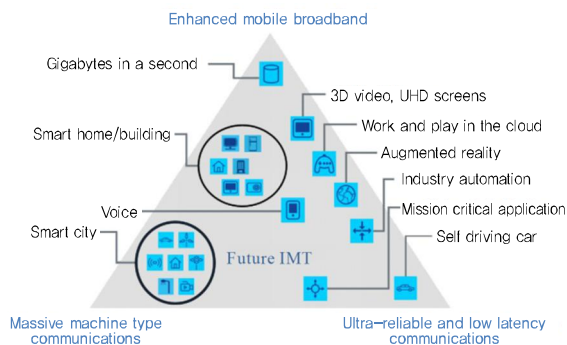 Enhanced mobile broadband
Gigabytes in a second
3D video, UHD screens
Smart home/building
Work and play in the cloud
Augmented reality
Industry automation
Voice
Mission critical application
Smart city
Self driving car
Future IMT
Massive machine type
communications
Ultra-reliable and low latency
communications